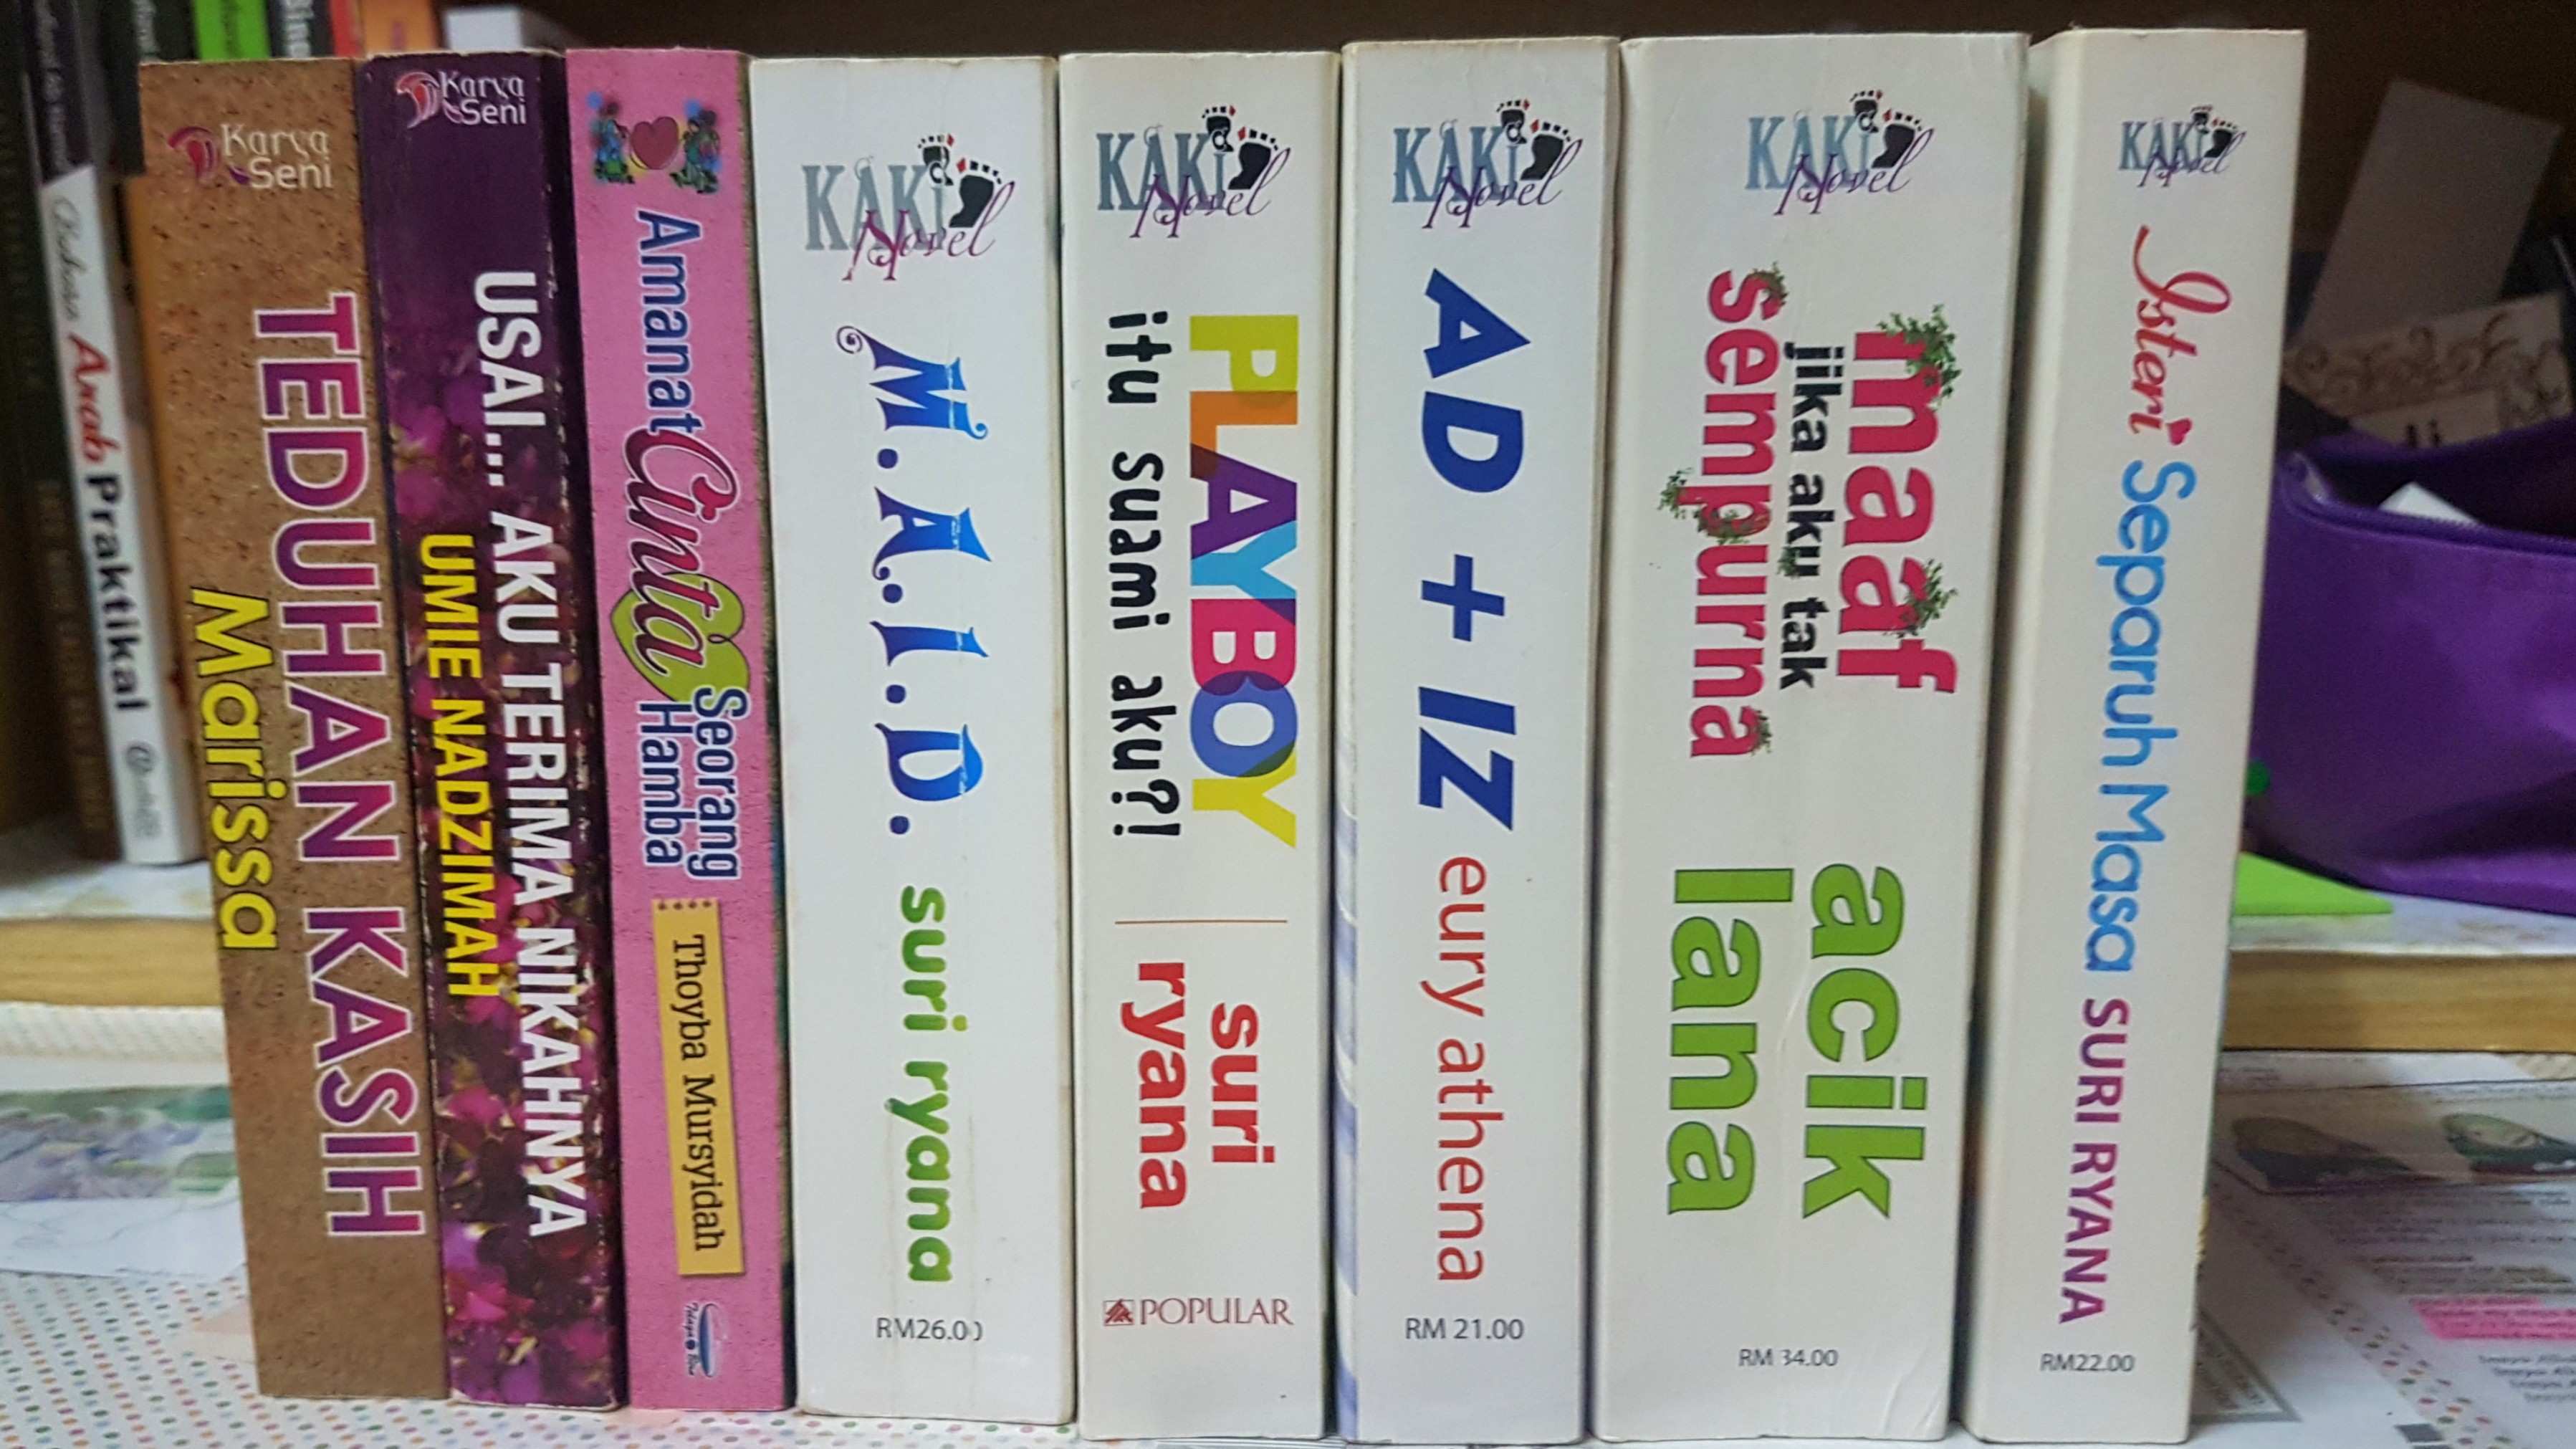 Bahasa Arab Praktikal
Karya
Seni
TEDUHAN KASIH
Marissa
Karya
Seni
USAI... AKU TERIMA NIKAHNYA
UMIE NADZIMAH
Amanat Cinta Seorang
Hamba
Thoyba Mursyidah
KAKi
Novel
M.A.I.D. suri ryana
RM26.00
KAKi
Novel
PLAYBOY
itu suami aku?!
suri
ryana
POPULAR
KAKi
Novel
AD + IZ eury athena
RM 21.00
KAKi
Novel
maaf
jika aku tak
sempurna
acik
lana
RM 34.00
KAKi
Novel
Isteri Separuh Masa SURI RYANA
RM22.00